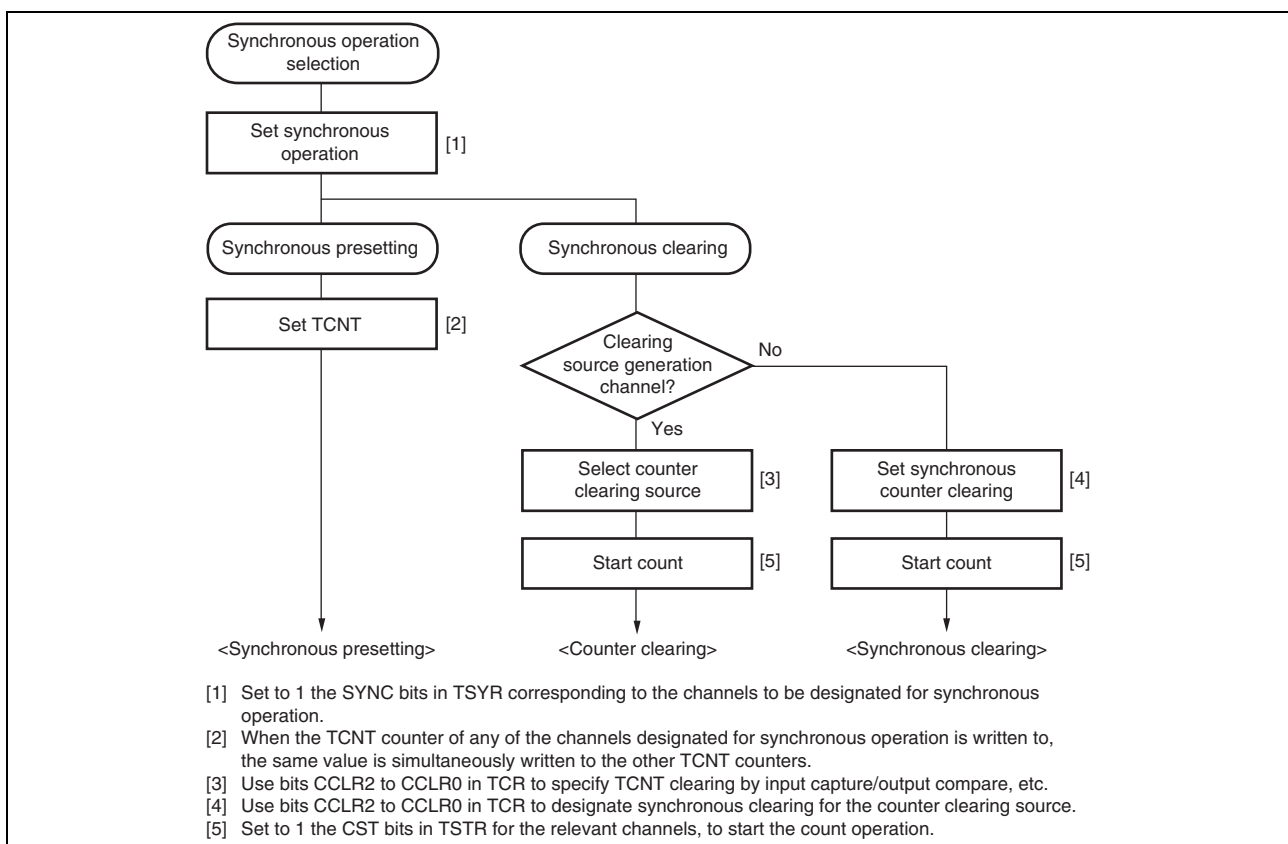 Synchronous operation
selection
Set synchronous
operation
[1]
Synchronous presetting
Synchronous clearing
Set TCNT
[2]
Clearing
source generation
channel?
No
Yes
Select counter
clearing source
[3]
Set synchronous
counter clearing
[4]
Start count
[5]
Start count
[5]
<Synchronous presetting>
<Counter clearing>
<Synchronous clearing>
[1] Set to 1 the SYNC bits in TSYR corresponding to the channels to be designated for synchronous
operation.
[2] When the TCNT counter of any of the channels designated for synchronous operation is written to,
the same value is simultaneously written to the other TCNT counters.
[3] Use bits CCLR2 to CCLR0 in TCR to specify TCNT clearing by input capture/output compare, etc.
[4] Use bits CCLR2 to CCLR0 in TCR to designate synchronous clearing for the counter clearing source.
[5] Set to 1 the CST bits in TSTR for the relevant channels, to start the count operation.